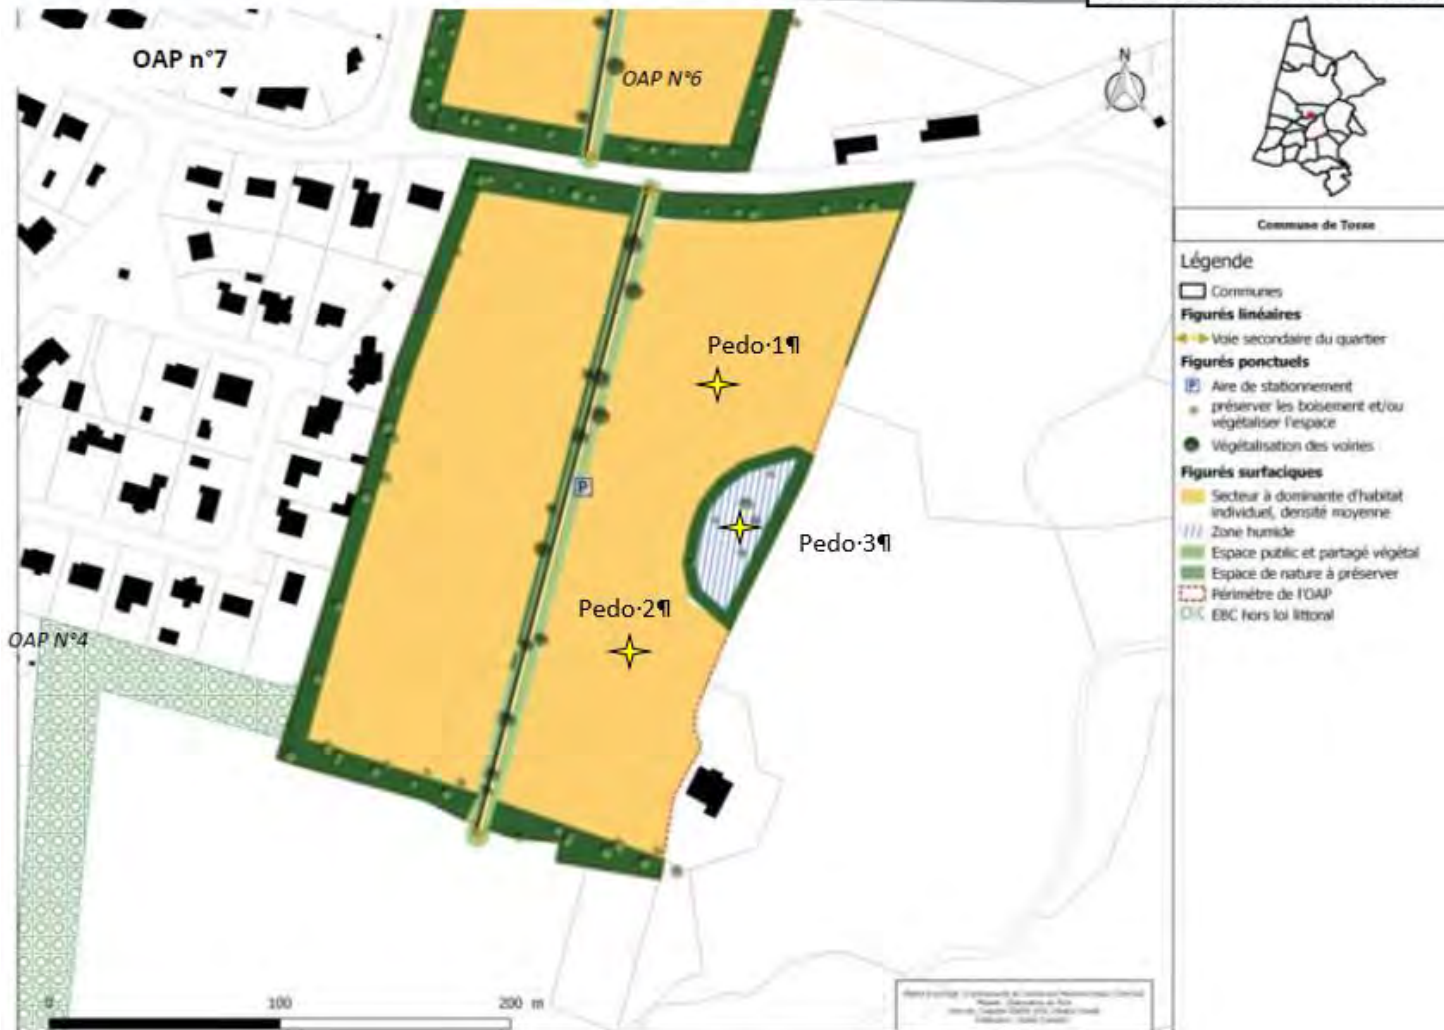 OAP n°7
OAP N°6
N
Pedo·1¶
Pedo·3¶
Pedo·2¶
P
OAP N°4
0 100 200 m
Commune de Tosse
Légende
Communes
Figurés linéaires
Voie secondaire du quartier
Figurés ponctuels
P Aire de stationnement
préserver les boisement et/ou
végétaliser l'espace
Végétalisation des voiries
Figurés surfaciques
Secteur à dominante d'habitat
individuel, densité moyenne
Zone humide
Espace public et partagé végétal
Espace de nature à préserver
Périmètre de l'OAP
EBC hors loi littoral